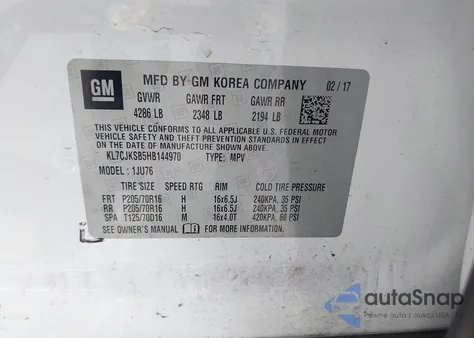 GM
MFD BY GM KOREA COMPANY 02/17
GVWR GAWR FRT GAWR RR
4286 LB 2348 LB 2194 LB
THIS VEHICLE CONFORMS TO ALL APPLICABLE U.S. FEDERAL MOTOR
VEHICLE SAFETY, BUMPER, AND THEFT PREVENTION STANDARDS IN
EFFECT ON THE DATE OF MANUFACTURE SHOWN ABOVE.
KL7CJKSB5HB144970 TYPE: MPV
MODEL: 1JU76
TIRE SIZE SPEED RTG RIM COLD TIRE PRESSURE
FRT P205/70R16 H 16x6.5J 240KPA, 35 PSI
RR P205/70R16 H 16x6.5J 240KPA, 35 PSI
SPA T125/70D16 M 16x4.0T 420KPA, 60 PSI
SEE OWNER'S MANUAL FOR MORE INFORMATION.
autoSnap